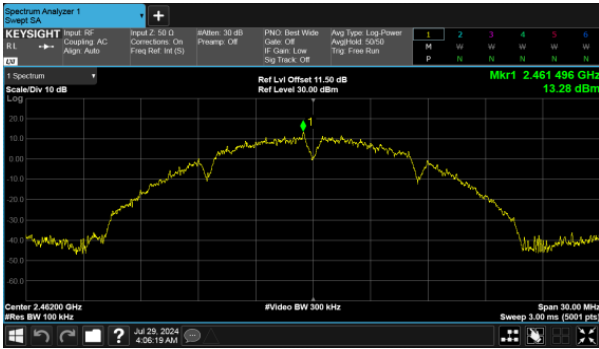 Spectrum Analyzer 1
Swept SA
+
KEYSIGHT
RL
Input: RF
Coupling: AC
Align: Auto
Input Z: 50 Ω
Corrections: On
Freq Ref: Int (S)
#Atten: 30 dB
Preamp: Off
PNO: Best Wide
Gate: Off
IF Gain: Low
Sig Track: Off
Avg Type: Log-Power
Avg|Hold: 50/50
Trig: Free Run
1 2 3 4 5 6
M W W W W W
P N N N N N
1 Spectrum
Scale/Div 10 dB
Ref Lvl Offset 11.50 dB
Ref Level 30.00 dBm
Mkr1 2.461 496 GHz
13.28 dBm
Log
20.0
10.0
0.00
-10.0
-20.0
-30.0
-40.0
-50.0
-60.0
1
Center 2.46200 GHz
#Res BW 100 kHz
#Video BW 300 kHz
Span 30.00 MHz
Sweep 3.00 ms (5001 pts)
?
Jul 29, 2024
4:06:19 AM